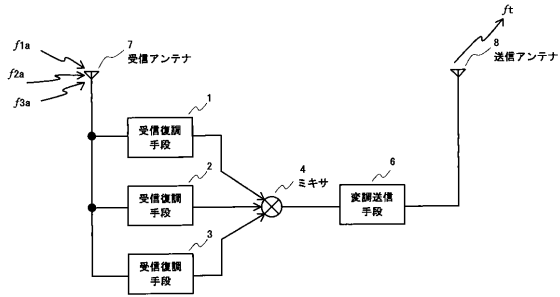 ft
7
受信アンテナ
8
送信アンテナ
f1a
f2a
f3a
1
受信復調
手段
2
受信復調
手段
3
受信復調
手段
4
ミキサ
6
変調送信
手段